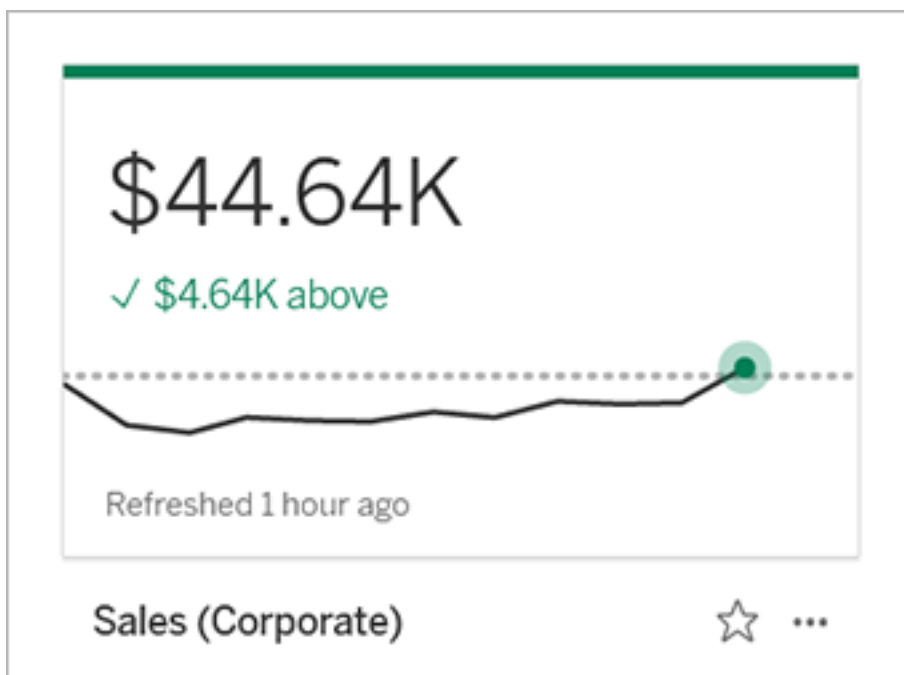 $44.64K
✓ $4.64K above
Refreshed 1 hour ago
Sales (Corporate)